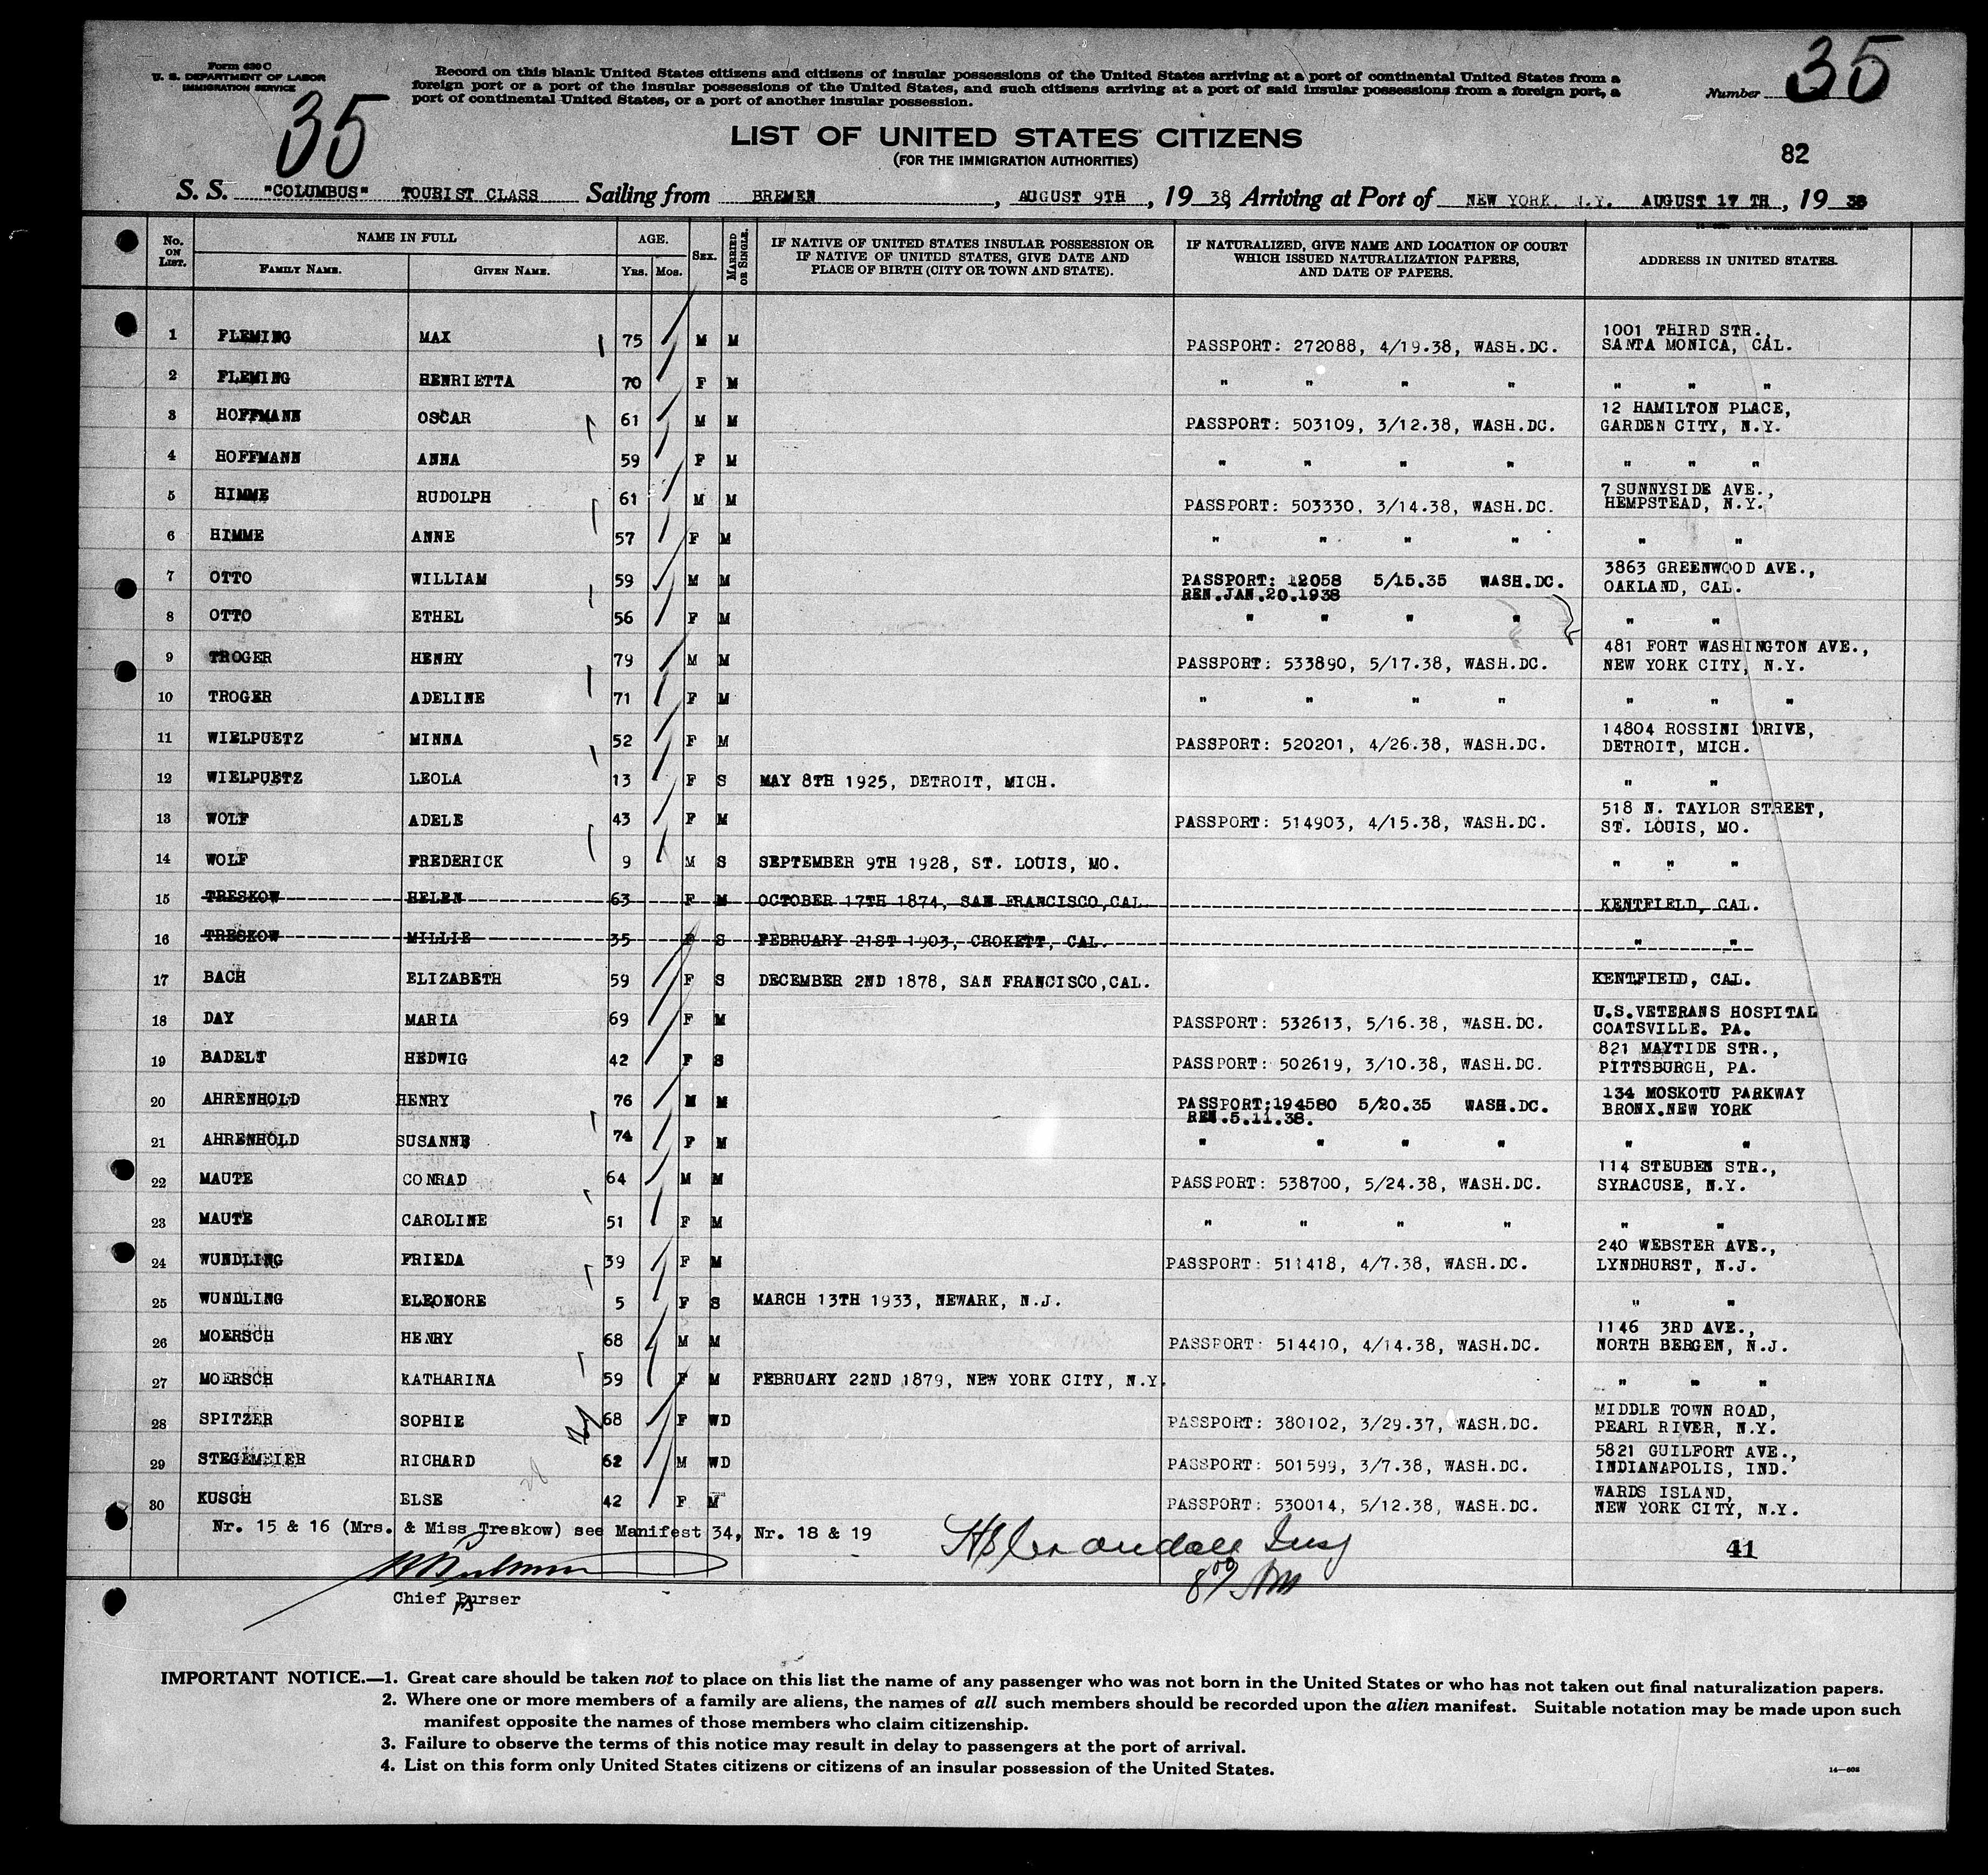 Form 630 C
U. S. DEPARTMENT OF LABOR
IMMIGRATION SERVICE
35
Record on this blank United States citizens and citizens of insular possessions of the United States arriving at a port of continental United States from a
foreign port or a port of the insular possessions of the United States, and such citizens arriving at a port of said insular possessions from a foreign port, a
port of continental United States, or a port of another insular possession.
Number 35
LIST OF UNITED STATES CITIZENS
(FOR THE IMMIGRATION AUTHORITIES)
82
S. S. "COLUMBUS" TOURIST CLASS Sailing from BREMEN, AUGUST 9TH, 1938, Arriving at Port of NEW YORK, N.Y. AUGUST 17 TH, 1938
No. ON LIST. NAME IN FULL FAMILY NAME. GIVEN NAME. AGE. Yrs. Mos. SEX. MARRIED OR SINGLE. IF NATIVE OF UNITED STATES INSULAR POSSESSION OR IF NATIVE OF UNITED STATES, GIVE DATE AND PLACE OF BIRTH (CITY OR TOWN AND STATE). IF NATURALIZED, GIVE NAME AND LOCATION OF COURT WHICH ISSUED NATURALIZATION PAPERS, AND DATE OF PAPERS. ADDRESS IN UNITED STATES.
1 FLEMING MAX 75 M M PASSPORT: 272088, 4/19.38, WASH.DC. 1001 THIRD STR., SANTA MONICA, CAL.
2 FLEMING HENRIETTA 70 F M " " " " " " "
3 HOFFMANN OSCAR 61 M M PASSPORT: 503109, 3/12.38, WASH.DC. 12 HAMILTON PLACE, GARDEN CITY, N.Y.
4 HOFFMANN ANNA 59 F M " " " " " " "
5 HIMME RUDOLPH 61 M M PASSPORT: 503330, 3/14.38, WASH.DC. 7 SUNNYSIDE AVE., HEMPSTEAD, N.Y.
6 HIMME ANNE 57 F M " " " " " "
7 OTTO WILLIAM 59 M M PASSPORT: 12058 5/15.35 WASH.DC. REN.JAN.20.1938 3863 GREENWOOD AVE., OAKLAND, CAL.
8 OTTO ETHEL 56 F M " " " " " "
9 TROGER HENRY 79 M M PASSPORT: 533890, 5/17.38, WASH.DC. 481 FORT WASHINGTON AVE., NEW YORK CITY, N.Y.
10 TROGER ADELINE 71 F M " " " " " " "
11 WIELPUETZ MINNA 52 F M PASSPORT: 520201, 4/26.38, WASH.DC. 14804 ROSSINI DRIVE, DETROIT, MICH.
12 WIELPUETZ LEOLA 13 F S MAY 8TH 1925, DETROIT, MICH. " "
13 WOLF ADELE 43 F M PASSPORT: 514903, 4/15.38, WASH.DC. 518 N. TAYLOR STREET, ST. LOUIS, MO.
14 WOLF FREDERICK 9 M S SEPTEMBER 9TH 1928, ST. LOUIS, MO. " " "
15 TRESKOW HELEN 63 F M OCTOBER 17TH 1874, SAN FRANCISCO,CAL. KENTFIELD, CAL.
16 TRESKOW MILLIE 35 F S FEBRUARY 21ST 1903, CROKETT, CAL. " "
17 BACH ELIZABETH 59 F S DECEMBER 2ND 1878, SAN FRANCISCO,CAL. KENTFIELD, CAL.
18 DAY MARIA 69 F M PASSPORT: 532613, 5/16.38, WASH.DC. U.S.VETERANS HOSPITAL COATSVILLE. PA.
19 BADELT HEDWIG 42 F S PASSPORT: 502619, 3/10.38, WASH.DC. 821 MAYTIDE STR., PITTSBURGH, PA.
20 AHRENHOLD HENRY 76 M M PASSPORT:194580 5/20.35 WASH.DC. REN.5.11.38. 134 MOSKOTU PARKWAY BRONX.NEW YORK
21 AHRENHOLD SUSANNE 74 F M " " " " " "
22 MAUTE CONRAD 64 M M PASSPORT: 538700, 5/24.38, WASH.DC. 114 STEUBEN STR., SYRACUSE, N.Y.
23 MAUTE CAROLINE 51 F M " " " " " "
24 WUNDLING FRIEDA 39 F M PASSPORT: 511418, 4/7.38, WASH.DC. 240 WEBSTER AVE., LYNDHURST, N.J.
25 WUNDLING ELEONORE 5 F S MARCH 13TH 1933, NEWARK, N.J. " "
26 MOERSCH HENRY 68 M M PASSPORT: 514410, 4/14.38, WASH.DC. 1146 3RD AVE., NORTH BERGEN, N.J.
27 MOERSCH KATHARINA 59 F M FEBRUARY 22ND 1879, NEW YORK CITY, N.Y. " " "
28 SPITZER SOPHIE 68 F WD PASSPORT: 380102, 3/29.37, WASH.DC. MIDDLE TOWN ROAD, PEARL RIVER, N.Y.
29 STEGEMEIER RICHARD 62 M WD PASSPORT: 501599, 3/7.38, WASH.DC. 5821 GUILFORT AVE., INDIANAPOLIS, IND.
30 KUSCH ELSE 42 F M PASSPORT: 530014, 5/12.38, WASH.DC. WARDS ISLAND, NEW YORK CITY, N.Y.
Nr. 15 & 16 (Mrs. & Miss Treskow) see Manifest 34, Nr. 18 & 19
41
Chief Purser
IMPORTANT NOTICE.—1. Great care should be taken not to place on this list the name of any passenger who was not born in the United States or who has not taken out final naturalization papers.
2. Where one or more members of a family are aliens, the names of all such members should be recorded upon the alien manifest. Suitable notation may be made upon such
manifest opposite the names of those members who claim citizenship.
3. Failure to observe the terms of this notice may result in delay to passengers at the port of arrival.
4. List on this form only United States citizens or citizens of an insular possession of the United States.